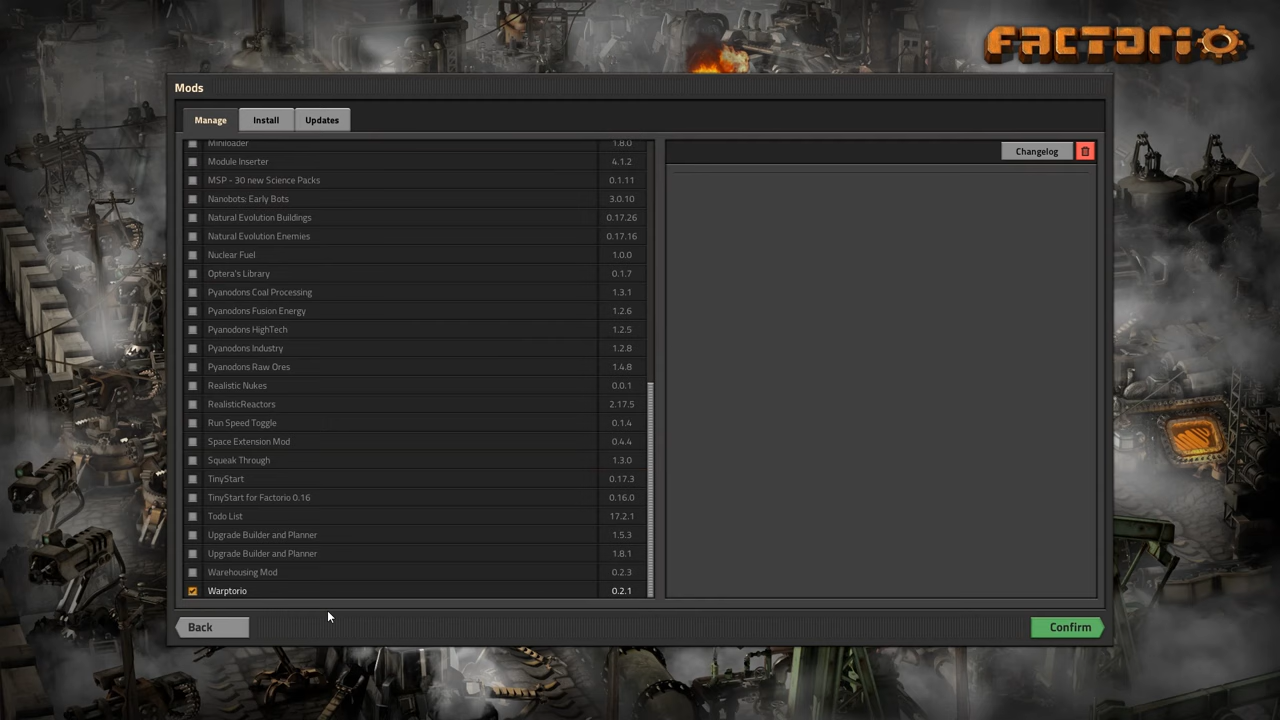 FACTORIO
Mods
Manage Install Updates
Changelog
Miniloader 1.8.0
Module Inserter 4.1.2
MSP - 30 new Science Packs 0.1.11
Nanobots: Early Bots 3.0.10
Natural Evolution Buildings 0.17.26
Natural Evolution Enemies 0.17.16
Nuclear Fuel 1.0.0
Optera's Library 0.1.7
Pyanodons Coal Processing 1.3.1
Pyanodons Fusion Energy 1.2.6
Pyanodons HighTech 1.2.5
Pyanodons Industry 1.2.8
Pyanodons Raw Ores 1.4.8
Realistic Nukes 0.0.1
RealisticReactors 2.17.5
Run Speed Toggle 0.1.4
Space Extension Mod 0.4.4
Squeak Through 1.3.0
TinyStart 0.17.3
TinyStart for Factorio 0.16 0.16.0
Todo List 17.2.1
Upgrade Builder and Planner 1.5.3
Upgrade Builder and Planner 1.8.1
Warehousing Mod 0.2.3
Warptorio 0.2.1
Back Confirm